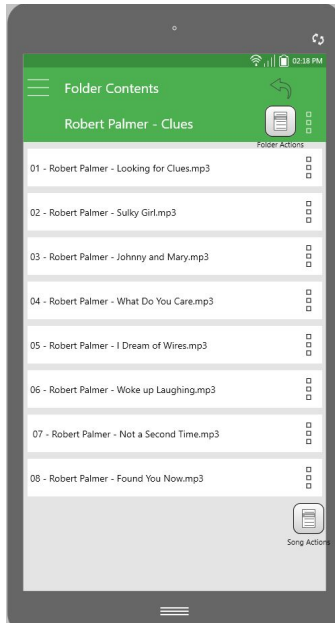 02:18 PM
Folder Contents
Robert Palmer - Clues
Folder Actions
01 - Robert Palmer - Looking for Clues.mp3
02 - Robert Palmer - Sulky Girl.mp3
03 - Robert Palmer - Johnny and Mary.mp3
04 - Robert Palmer - What Do You Care.mp3
05 - Robert Palmer - I Dream of Wires.mp3
06 - Robert Palmer - Woke up Laughing.mp3
07 - Robert Palmer - Not a Second Time.mp3
08 - Robert Palmer - Found You Now.mp3
Song Actions